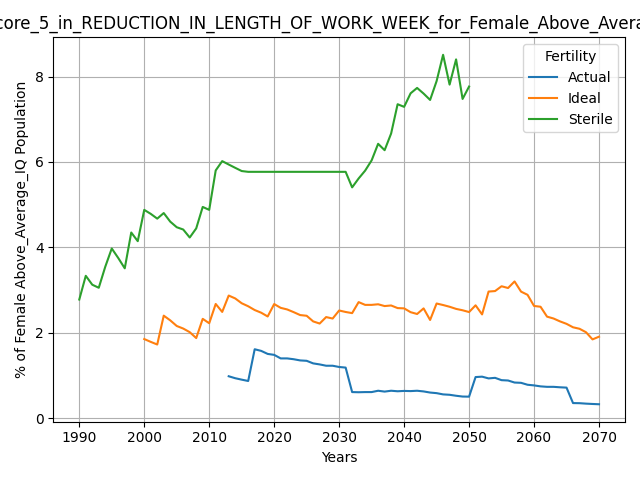 core_5_in_REDUCTION_IN_LENGTH_OF_WORK_WEEK_for_Female_Above_Avera
Fertility
Actual
Ideal
Sterile
% of Female Above_Average_IQ Population
8
6
4
2
0
1990 2000 2010 2020 2030 2040 2050 2060 2070
Years